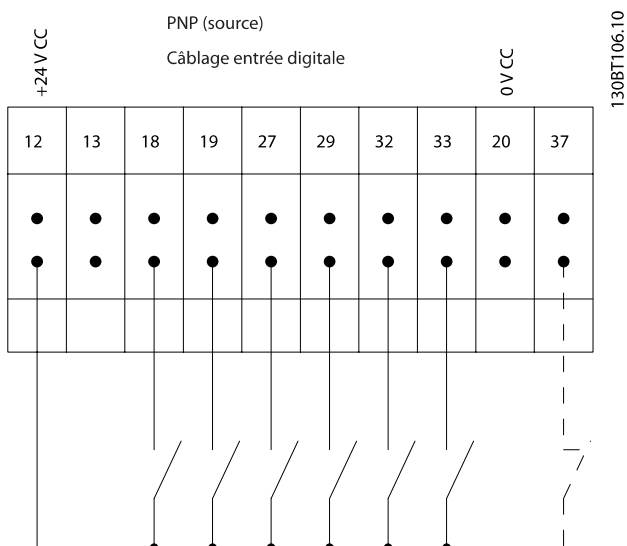 PNP (source)
Câblage entrée digitale
+24 V CC
0 V CC
130BT106.10
12 13 18 19 27 29 32 33 20 37